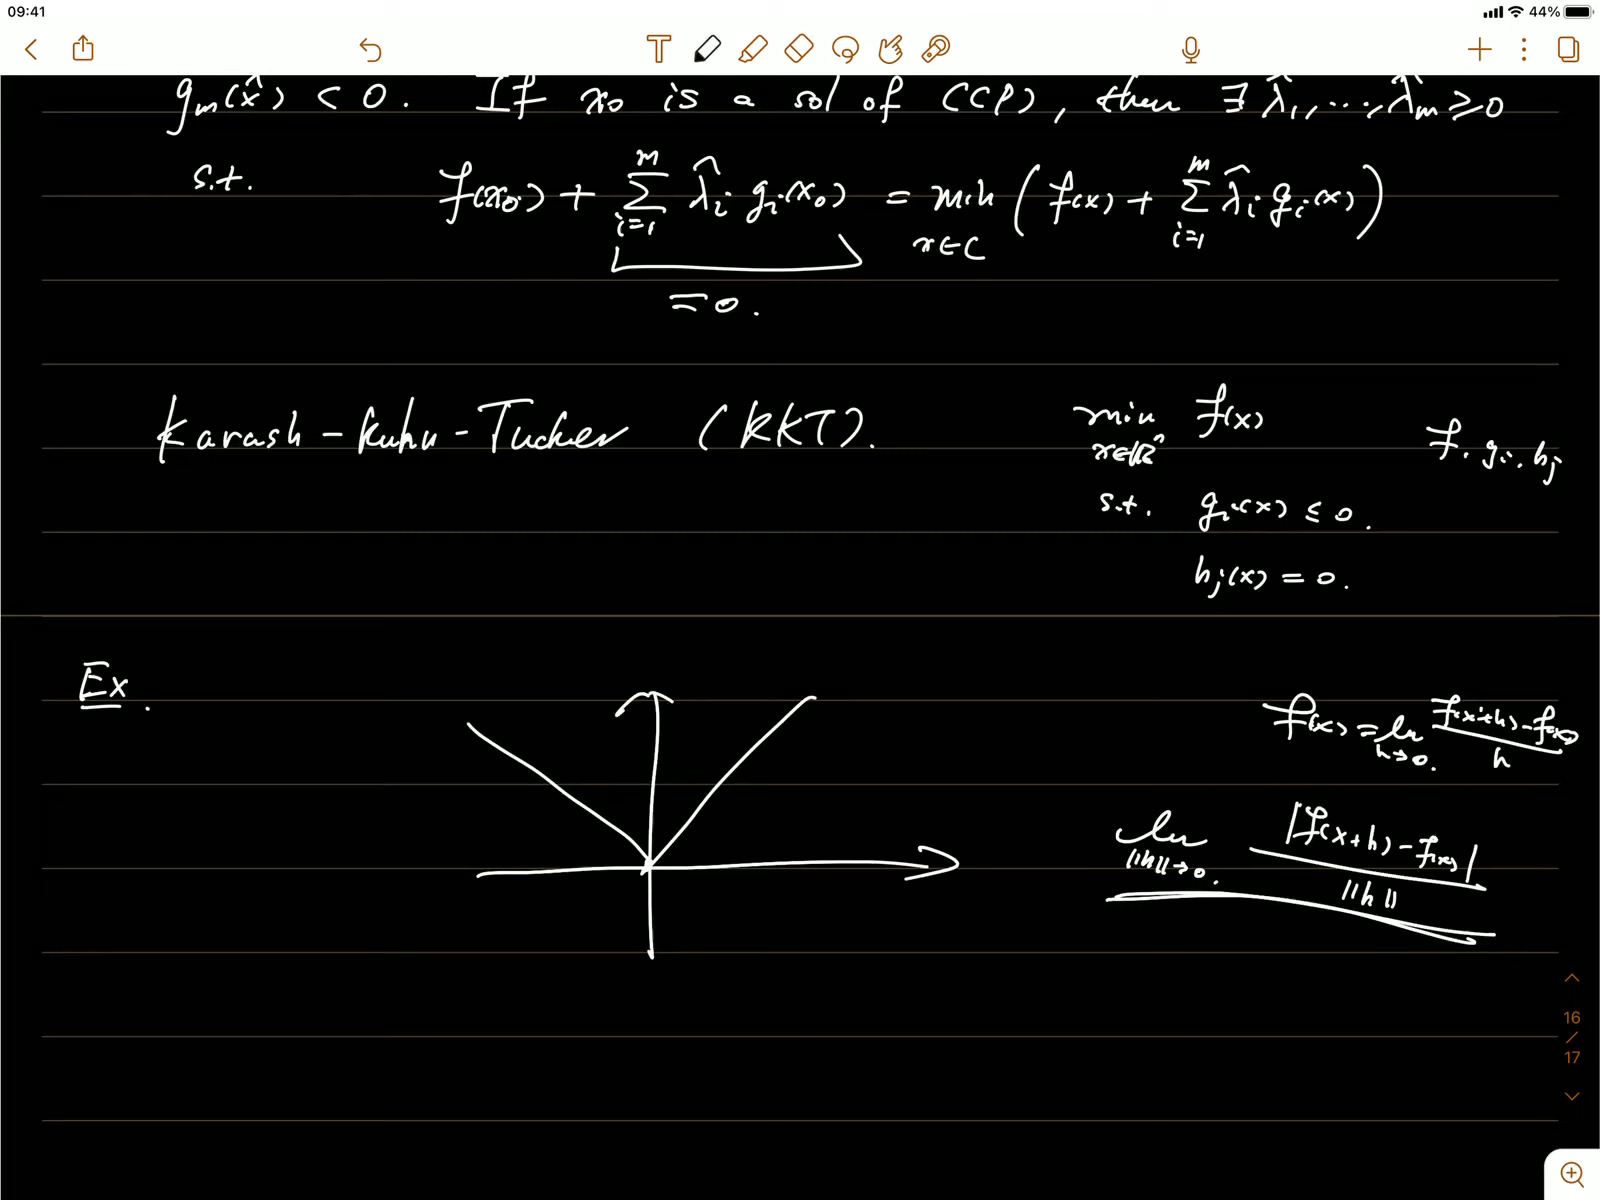 09:41 44%
T
g_m(x̂) < 0. If x₀ is a sol of (CP), then ∃ λ̂₁, ..., λ̂_m ≥ 0
s.t. f(x₀) + ∑_{i=1}^{m} λ̂_i g_i(x₀) = min_{x∈C} ( f(x) + ∑_{i=1}^{m} λ̂_i g_i(x) )
= 0.
Karash-Kuhn-Tucker (KKT). min_{x∈ℝⁿ} f(x) f, g_i, h_j
s.t. g_i(x) ≤ 0.
h_j(x) = 0.
Ex.
f(x) = lim_{h→0.} (f(x+h) - f(x)) / h
lim_{||h||→0.} |f(x+h) - f(x)| / ||h||
16
/
17